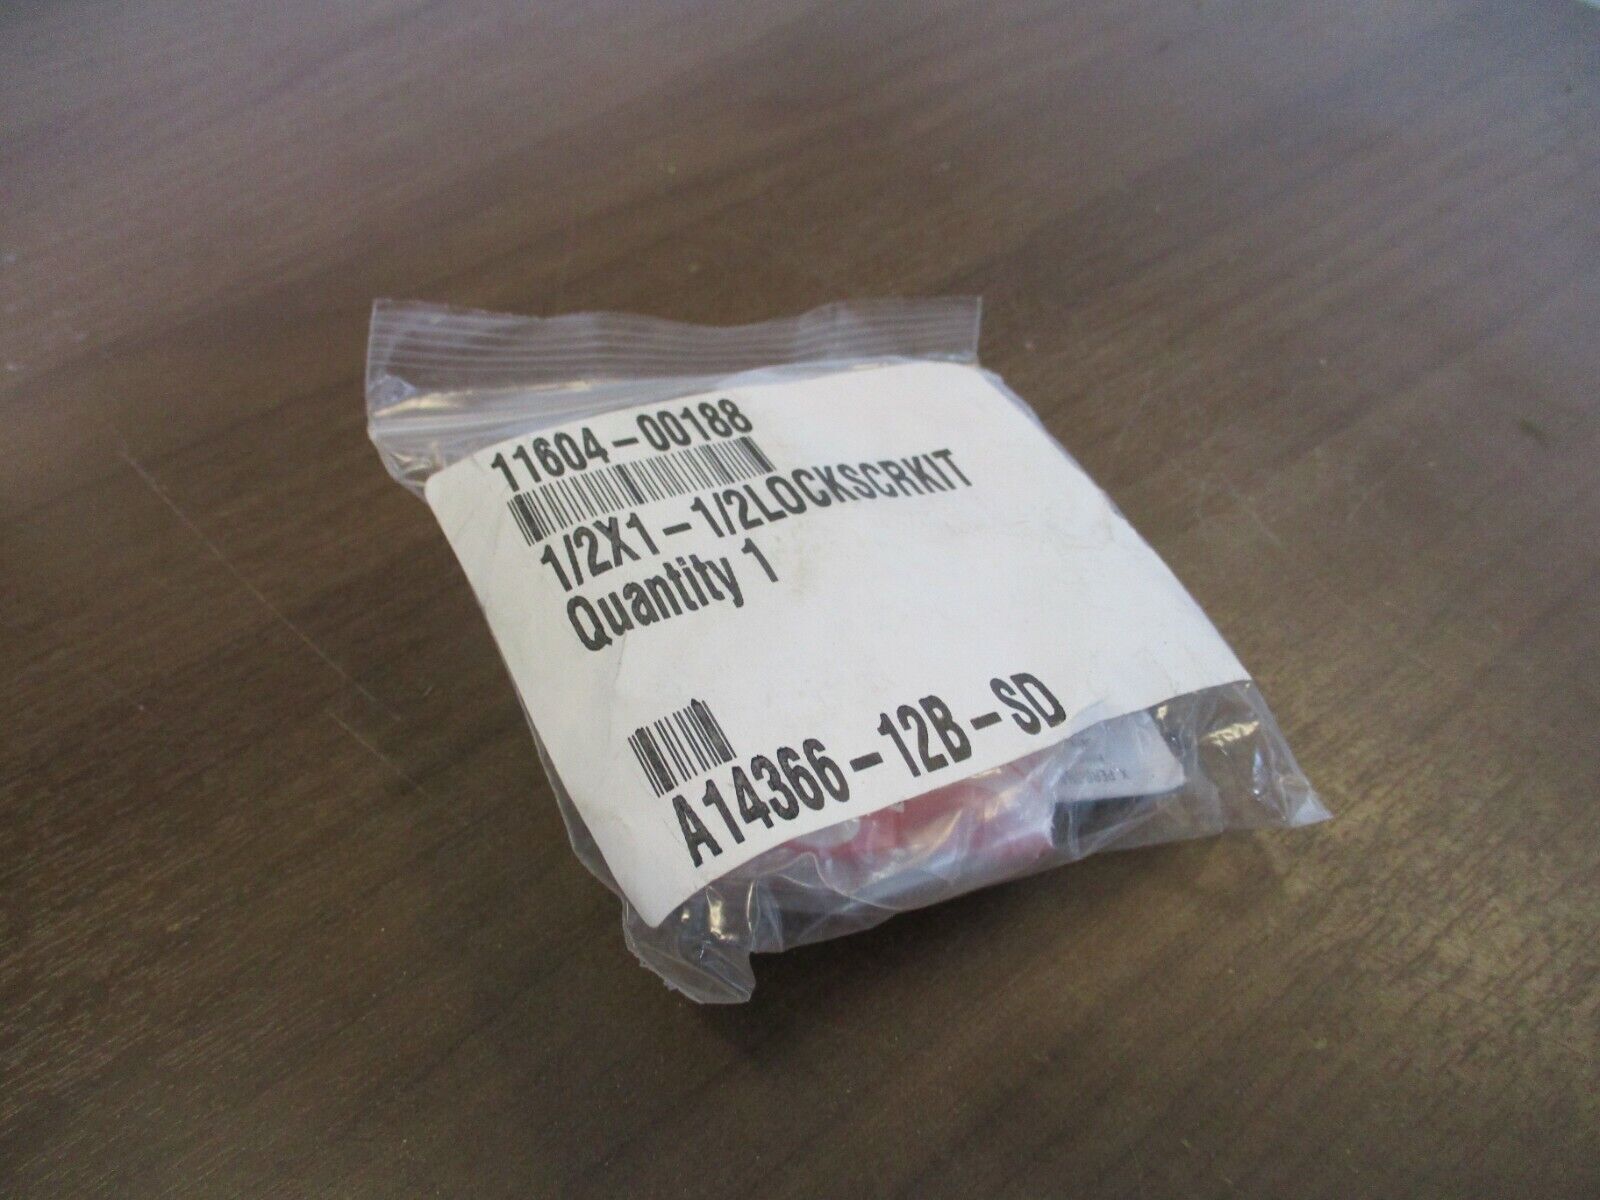 11604-00188
1/2X1-1/2LOCKSCRKIT
Quantity 1
A14366-12B-SD